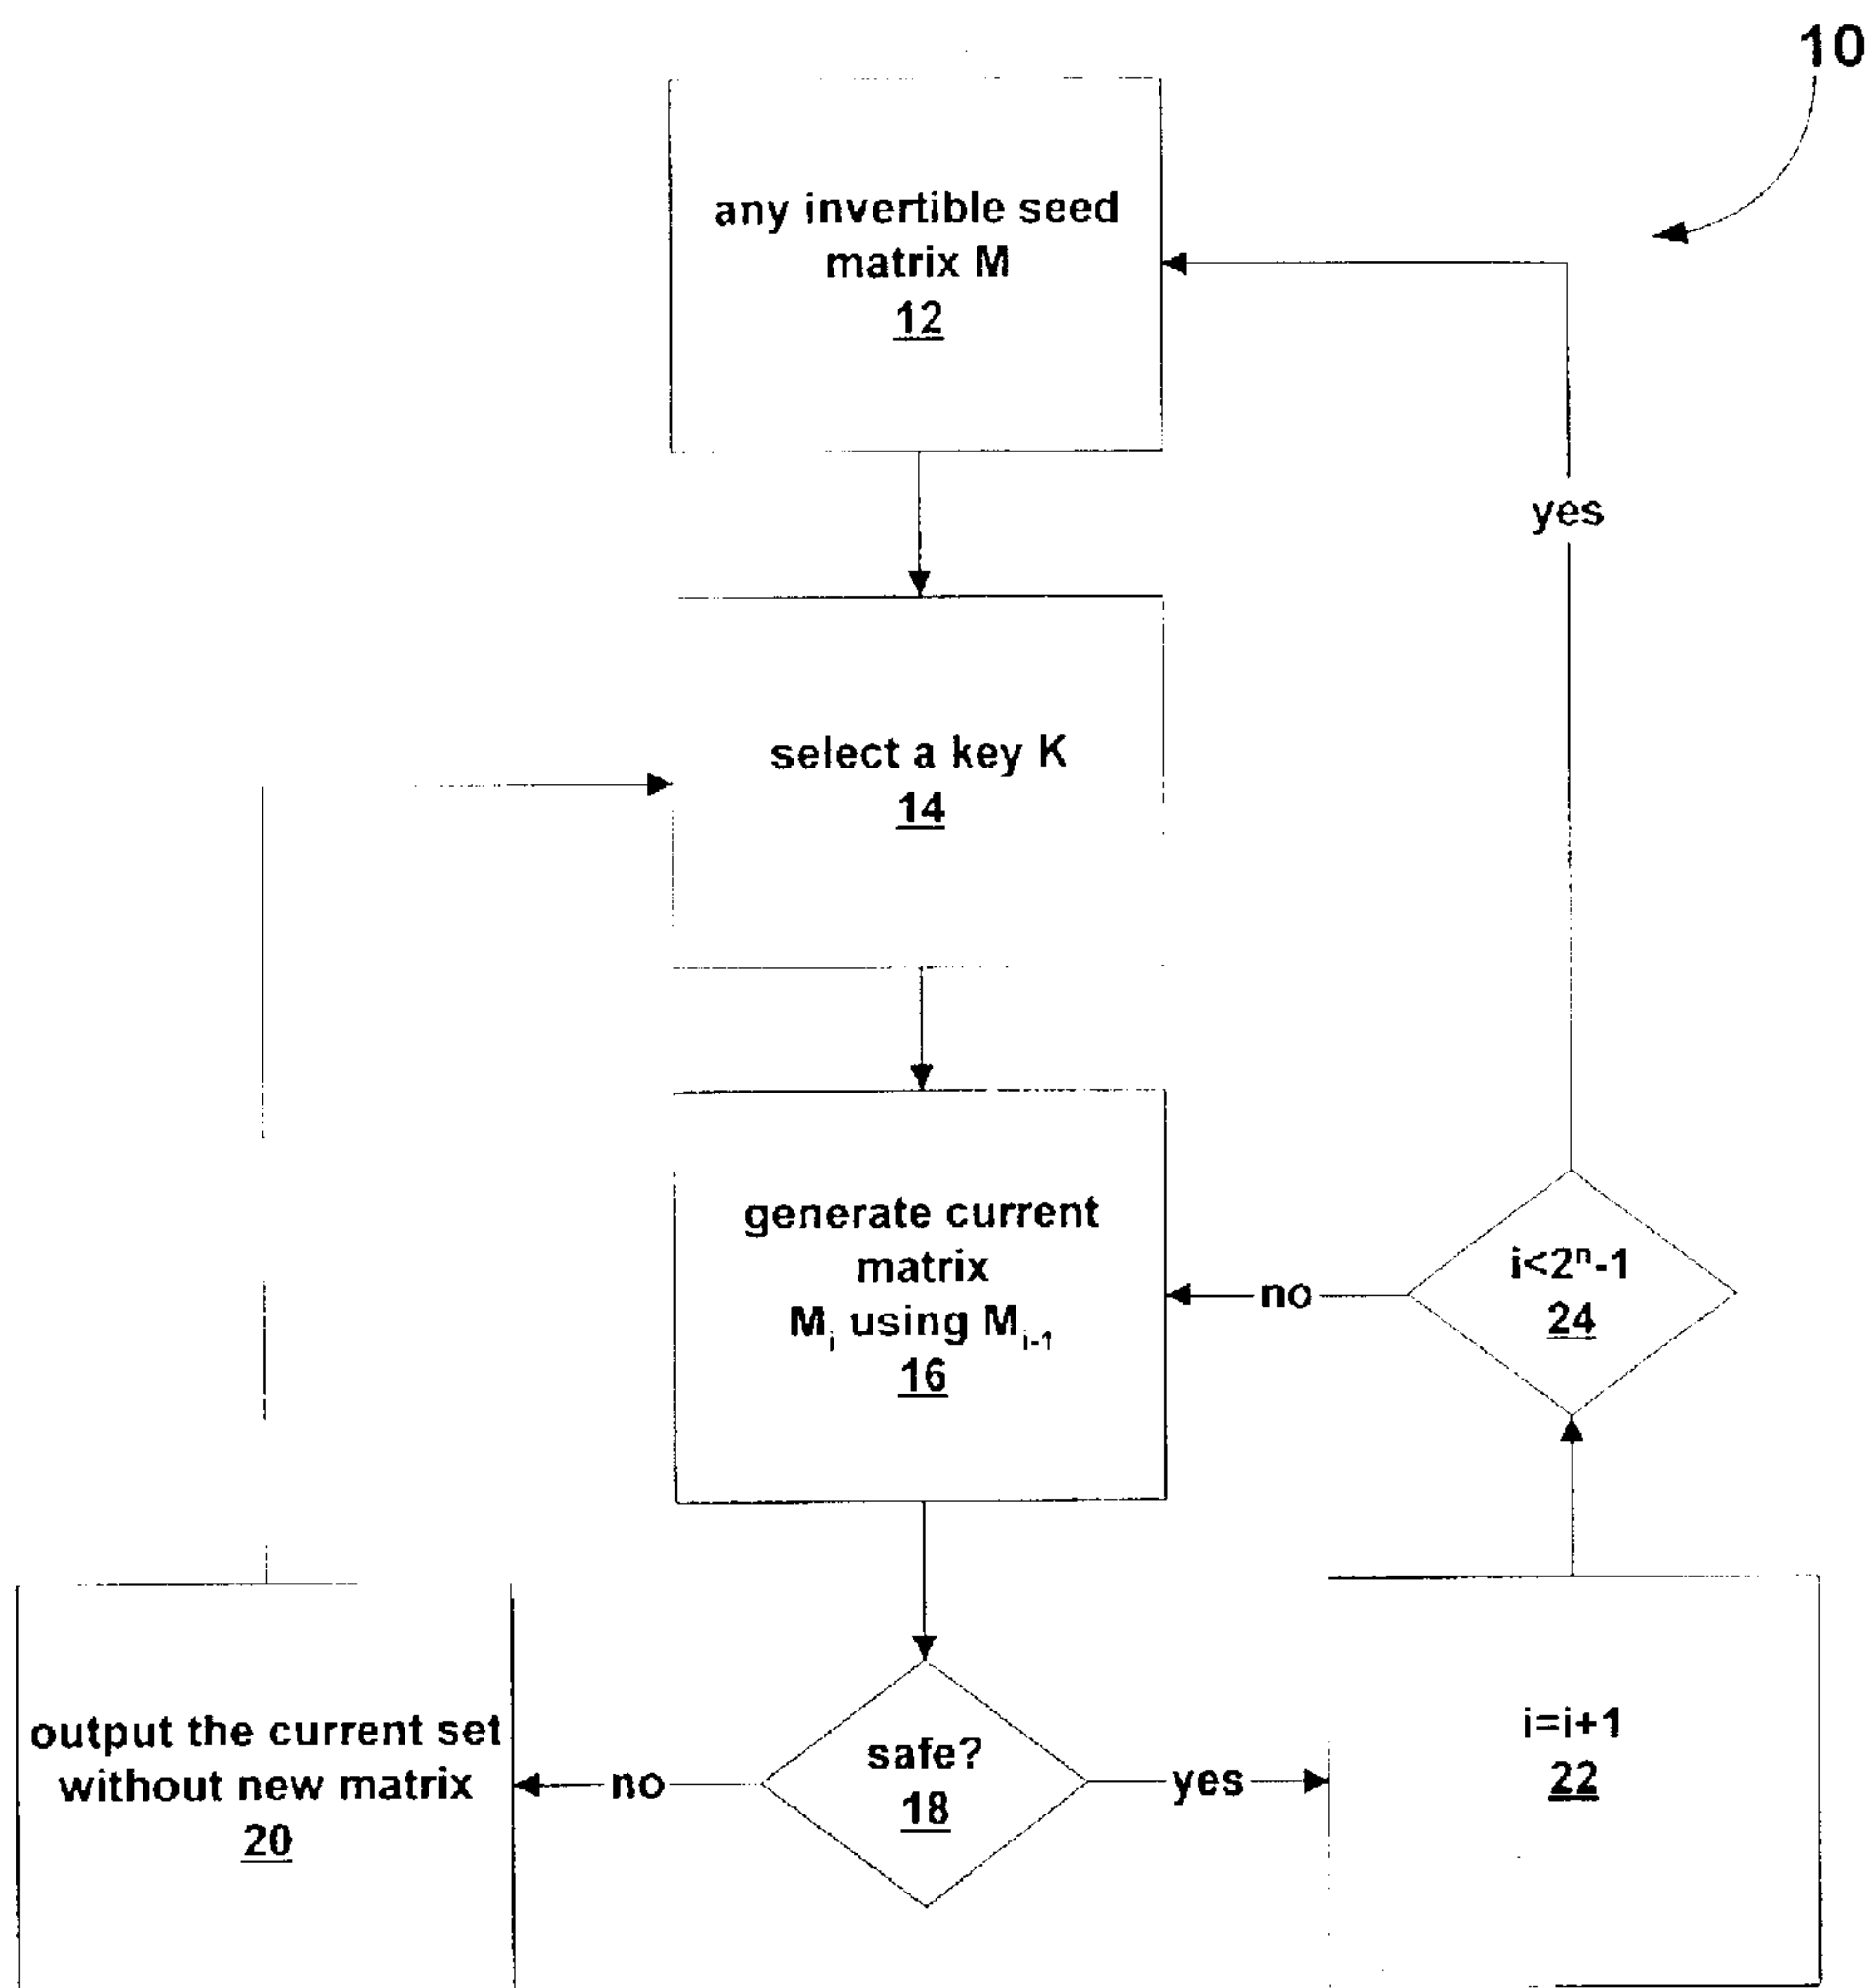 10
any invertible seed
matrix M
12
yes
select a key K
14
generate current
matrix
Mᵢ using Mᵢ₋₁
16
i<2ⁿ-1
24
no
output the current set
without new matrix
20
no
safe?
18
yes
i=i+1
22